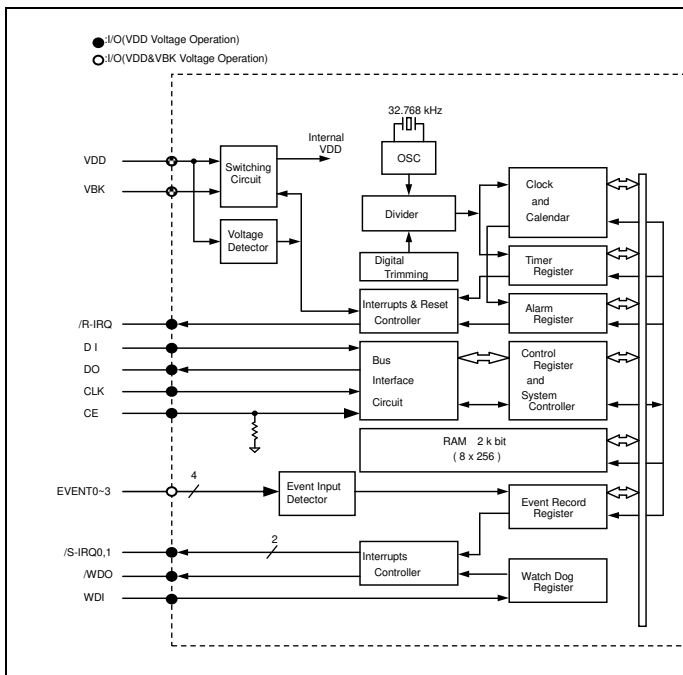 :I/O(VDD Voltage Operation)
:I/O(VDD&VBK Voltage Operation)
32.768 kHz
OSC
Internal
VDD
VDD
VBK
Switching
Circuit
Voltage
Detector
Divider
Digital
Trimming
Clock
and
Calendar
Timer
Register
Interrupts & Reset
Controller
Alarm
Register
/R-IRQ
D I
DO
CLK
CE
Bus
Interface
Circuit
Control
Register
and
System
Controller
RAM 2 k bit
( 8 x 256 )
EVENT0~3
4
Event Input
Detector
Event Record
Register
/S-IRQ0,1
2
/WDO
WDI
Interrupts
Controller
Watch Dog
Register